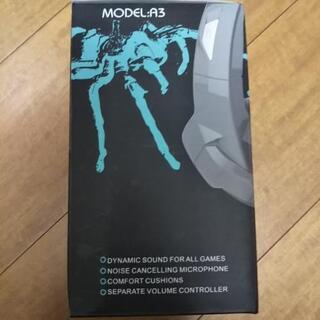 MODEL:A3
DYNAMIC SOUND FOR ALL GAMES
NOISE CANCELLING MICROPHONE
COMFORT CUSHIONS
SEPARATE VOLUME CONTROLLER